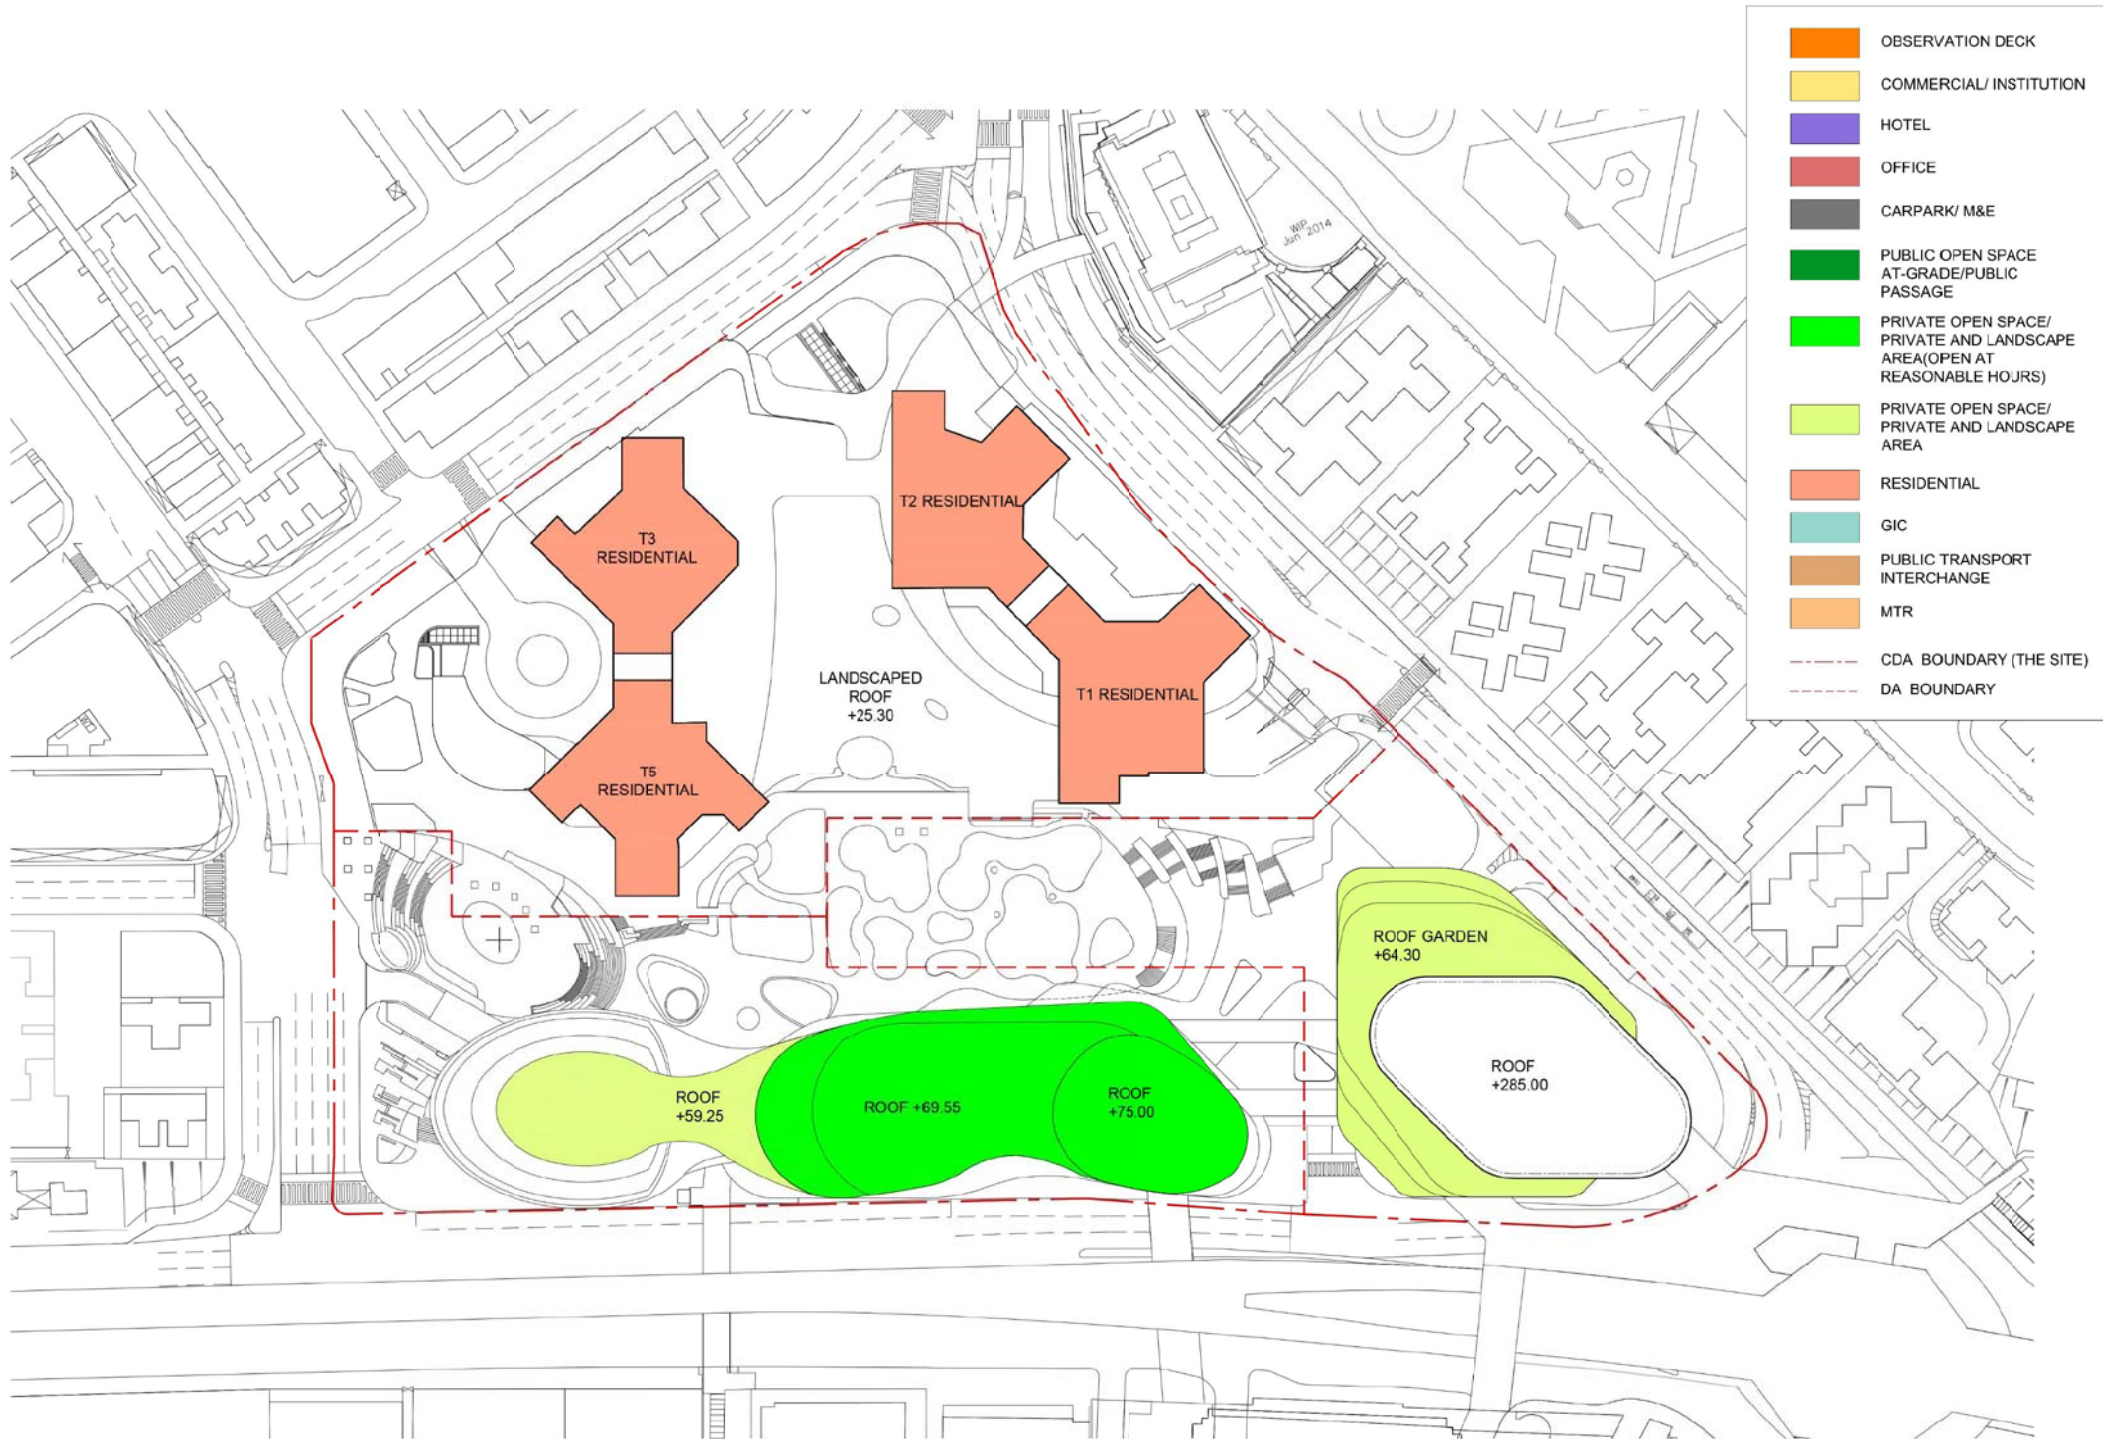 OBSERVATION DECK
COMMERCIAL/ INSTITUTION
HOTEL
OFFICE
CARPARK/ M&E
PUBLIC OPEN SPACE
AT-GRADE/PUBLIC
PASSAGE
PRIVATE OPEN SPACE/
PRIVATE AND LANDSCAPE
AREA(OPEN AT
REASONABLE HOURS)
PRIVATE OPEN SPACE/
PRIVATE AND LANDSCAPE
AREA
RESIDENTIAL
GIC
PUBLIC TRANSPORT
INTERCHANGE
MTR
CDA BOUNDARY (THE SITE)
DA BOUNDARY
WIP
Jun 2014
T2 RESIDENTIAL
T3
RESIDENTIAL
T1 RESIDENTIAL
LANDSCAPED
ROOF
+25.30
T5
RESIDENTIAL
ROOF GARDEN
+64.30
ROOF
+285.00
ROOF
+59.25
ROOF +69.55
ROOF
+75.00